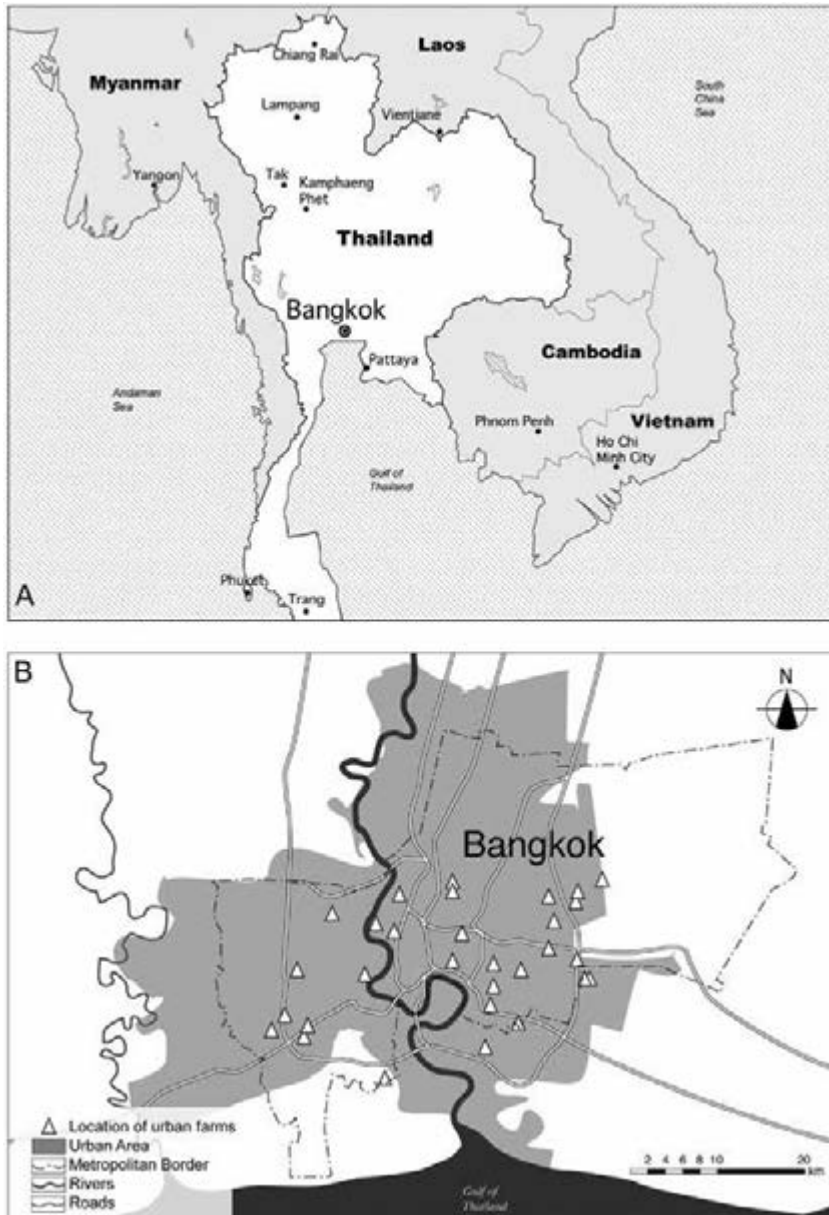 Chiang Rai
Laos
Myanmar
South
China
Sea
Lampang
Vientiane
Yangon
Tak
Kamphaeng
Phet
Thailand
Bangkok
Pattaya
Cambodia
Andaman
Sea
Phnom Penh
Vietnam
Ho Chi
Minh City
Gulf of
Thailand
Phuket
Trang
A
B
N
Bangkok
Location of urban farms
Urban Area
Metropolitan Border
Rivers
Roads
2 4 6 8 10 20
km
Gulf of
Thailand